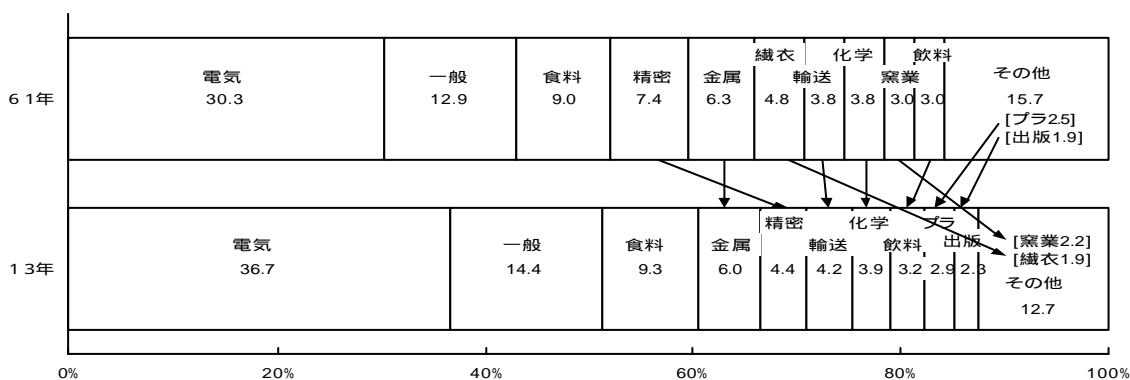 繊衣 化学 飲料
電気 一般 食料 精密 金属 輸送 窯業 その他
61年 30.3 12.9 9.0 7.4 6.3 4.8 3.8 3.8 3.0 3.0 15.7
[プラ2.5]
[出版1.9]
精密 化学 プラ
電気 一般 食料 金属 輸送 飲料 出版 [窯業2.2]
13年 36.7 14.4 9.3 6.0 4.4 4.2 3.9 3.2 2.9 2.3 [繊衣1.9]
その他
12.7
0% 20% 40% 60% 80% 100%